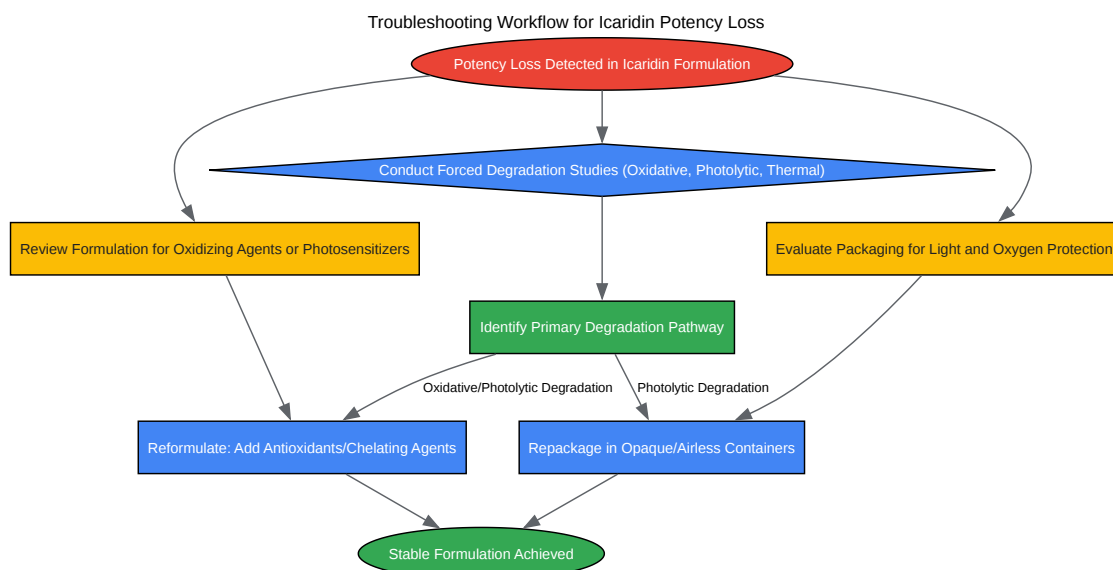 Troubleshooting Workflow for Icaridin Potency Loss
Potency Loss Detected in Icaridin Formulation
Conduct Forced Degradation Studies (Oxidative, Photolytic, Thermal)
Review Formulation for Oxidizing Agents or Photosensitizers
Evaluate Packaging for Light and Oxygen Protection
Identify Primary Degradation Pathway
Oxidative/Photolytic Degradation
Photolytic Degradation
Reformulate: Add Antioxidants/Chelating Agents
Repackage in Opaque/Airless Containers
Stable Formulation Achieved